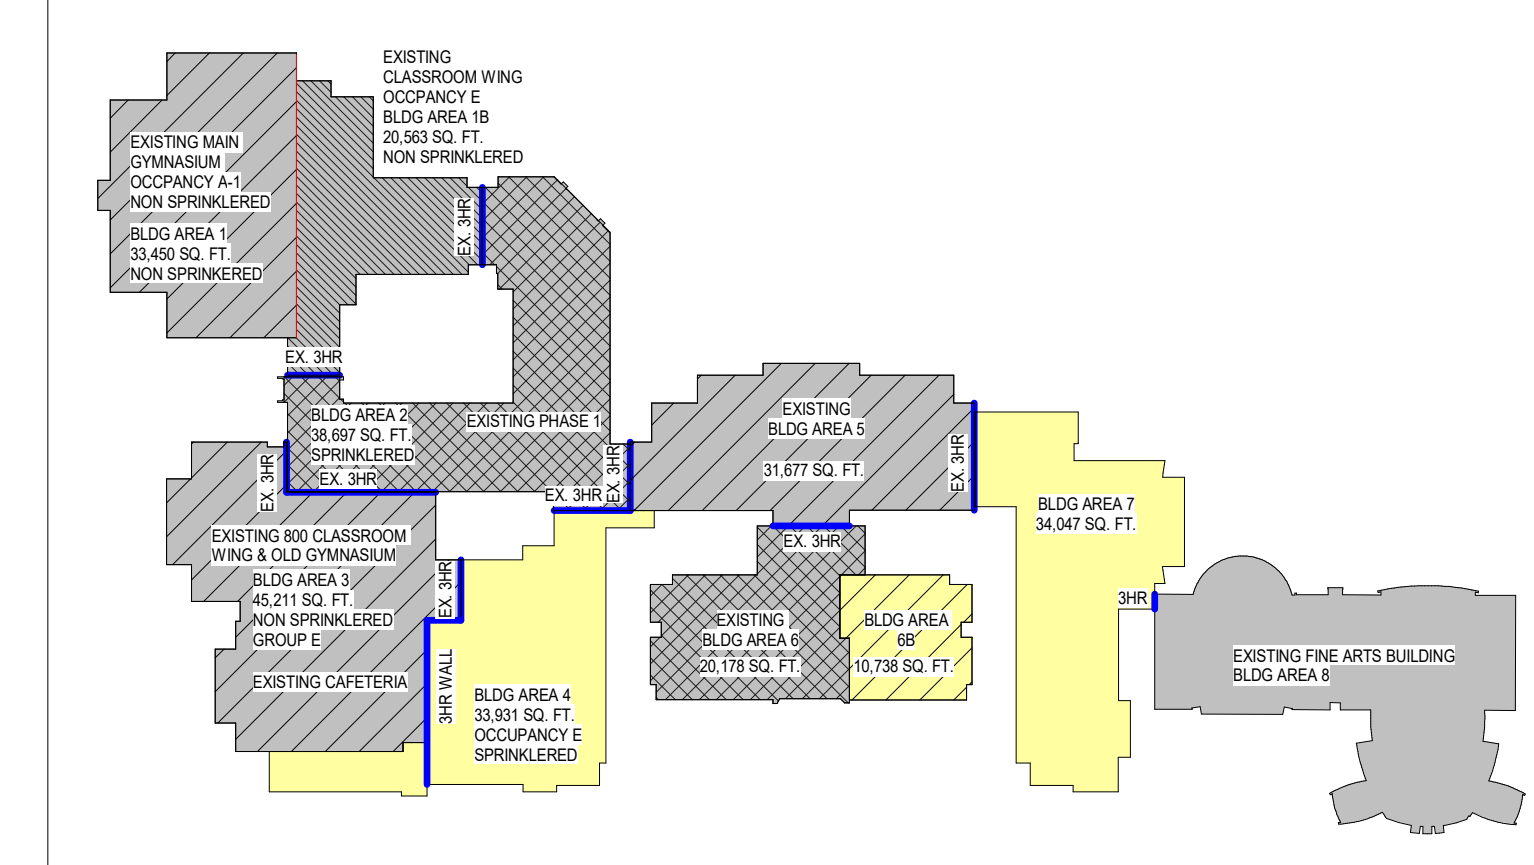 EXISTING
CLASSROOM WING
OCCPANCY E
BLDG AREA 1B
20,563 SQ. FT.
NON SPRINKLERED
EXISTING MAIN
GYMNASIUM
OCCPANCY A-1
NON SPRINKLERED
BLDG AREA 1
33,450 SQ. FT.
NON SPRINKERED
EX. 3HR
EX. 3HR
BLDG AREA 2
38,697 SQ. FT.
SPRINKLERED
EXISTING PHASE 1
EX. 3HR
EX. 3HR
EX. 3HR
EX. 3HR
EXISTING
BLDG AREA 5
31,677 SQ. FT.
EX. 3HR
EX. 3HR
BLDG AREA 7
34,047 SQ. FT.
EXISTING 800 CLASSROOM
WING & OLD GYMNASIUM
BLDG AREA 3
45,211 SQ. FT.
NON SPRINKLERED
GROUP E
EXISTING CAFETERIA
EX. 3HR
3HR WALL
BLDG AREA 4
33,931 SQ. FT.
OCCUPANCY E
SPRINKLERED
EXISTING
BLDG AREA 6
20,178 SQ. FT.
BLDG AREA
6B
10,738 SQ. FT.
3HR
EXISTING FINE ARTS BUILDING
BLDG AREA 8